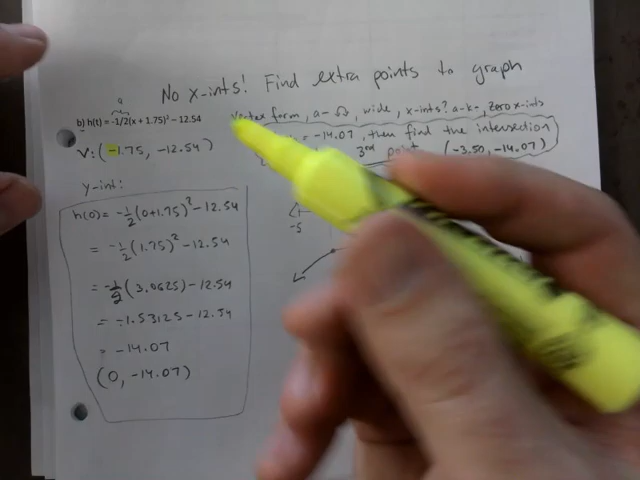 No x-ints! Find extra points to graph
a
b) h(t) = -1/2(x + 1.75)² - 12.54
form, a- , wide, x-ints? a-k-, zero x-ints
V: (-1.75, -12.54)
= -14.07, then find the intersection
3rd point (-3.50, -14.07)
y-int:
h(0) = -1/2(0+1.75)² - 12.54
-5
= -1/2(1.75)² - 12.54
= -1/2(3.0625) - 12.54
= -1.53125 - 12.54
= -14.07
(0, -14.07)